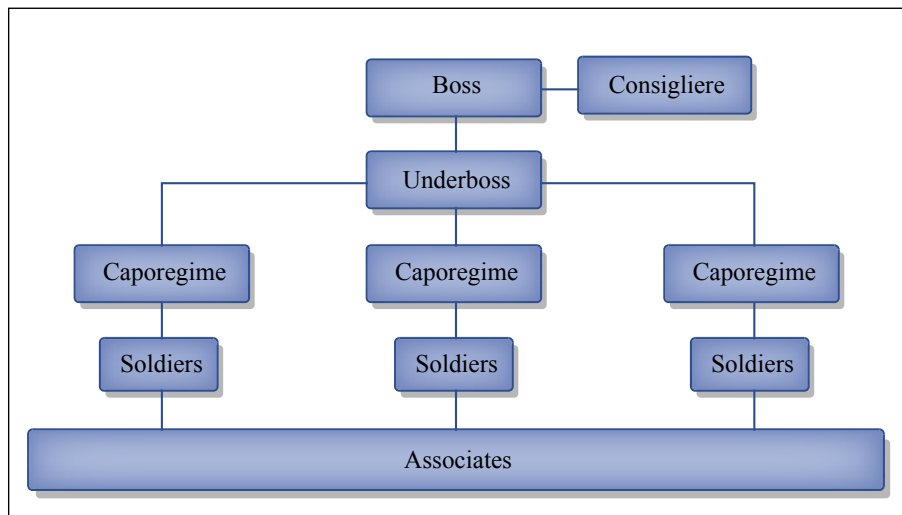 Boss
Consigliere
Underboss
Caporegime
Caporegime
Caporegime
Soldiers
Soldiers
Soldiers
Associates